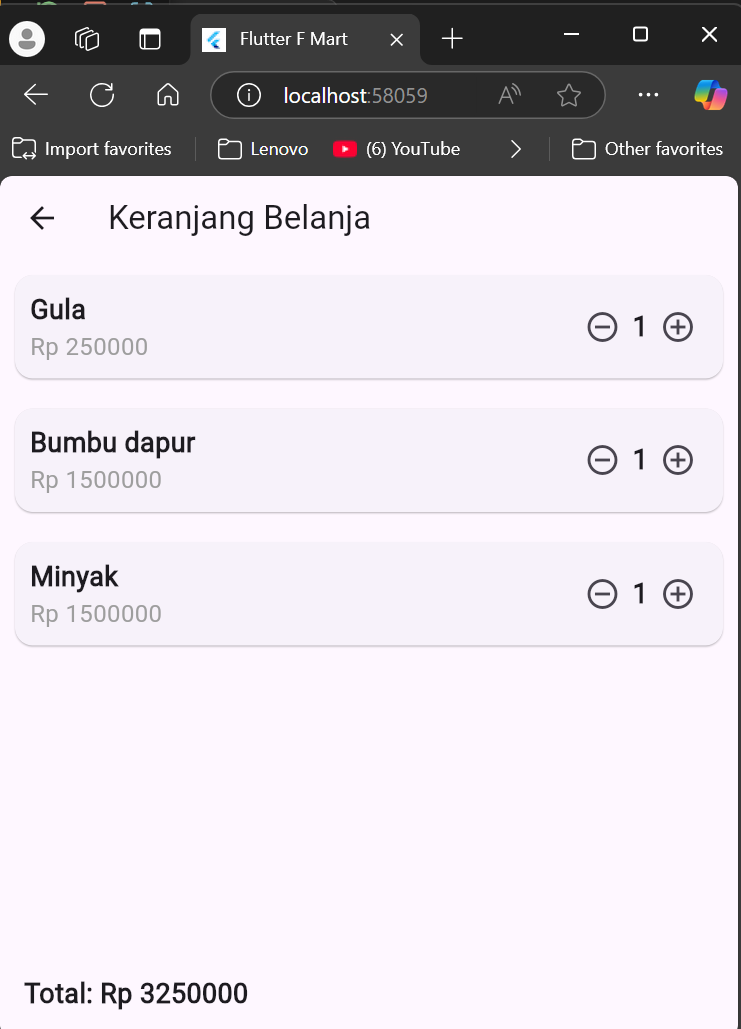 Flutter F Mart
localhost:58059
Import favorites
Lenovo
(6) YouTube
Other favorites
Keranjang Belanja
Gula
Rp 250000
1
Bumbu dapur
Rp 1500000
1
Minyak
Rp 1500000
1
Total: Rp 3250000